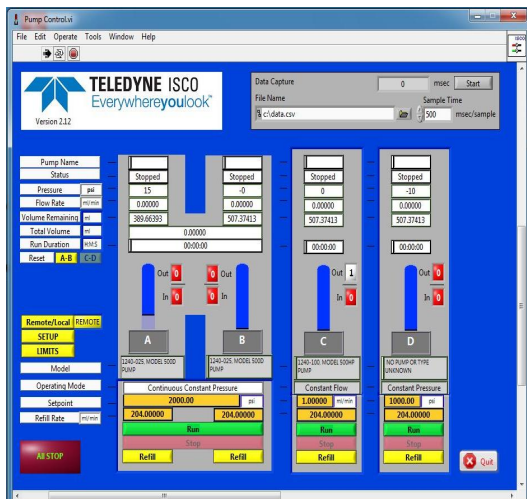 Pump Control.vi
File Edit Operate Tools Window Help
ISCO
TELEDYNE ISCO
Everywhereyoulook™
Version 2.12
Data Capture 0 msec Start
File Name Sample Time
c:\data.csv 500 msec/sample
Pump Name
Status Stopped Stopped Stopped Stopped
Pressure psi 15 -0 0 -10
Flow Rate ml/min 0.00000 0.00000 0.00000 0.00000
Volume Remaining ml 389.66393 507.37413 507.37413 507.37413
Total Volume ml 0.00000
Run Duration H:M:S 00:00:00 00:00:00 00:00:00
Reset A-B C-D
Out 0 0 Out Out 1 Out 0
In 0 0 In In 0 In 0
Remote/Local REMOTE
SETUP
LIMITS
A B C D
Model 1240-025, MODEL 500D PUMP 1240-025, MODEL 500D PUMP 1240-100, MODEL 500HP PUMP NO PUMP OR TYPE UNKNOWN
Operating Mode Continuous Constant Pressure Constant Flow Constant Pressure
Setpoint 2000.00 psi 1.00000 ml/min 1000.00 psi
Refill Rate ml/min 204.00000 204.00000 204.00000 204.00000
Run Run Run
Stop Stop Stop
All STOP Refill Refill Refill Refill Quit